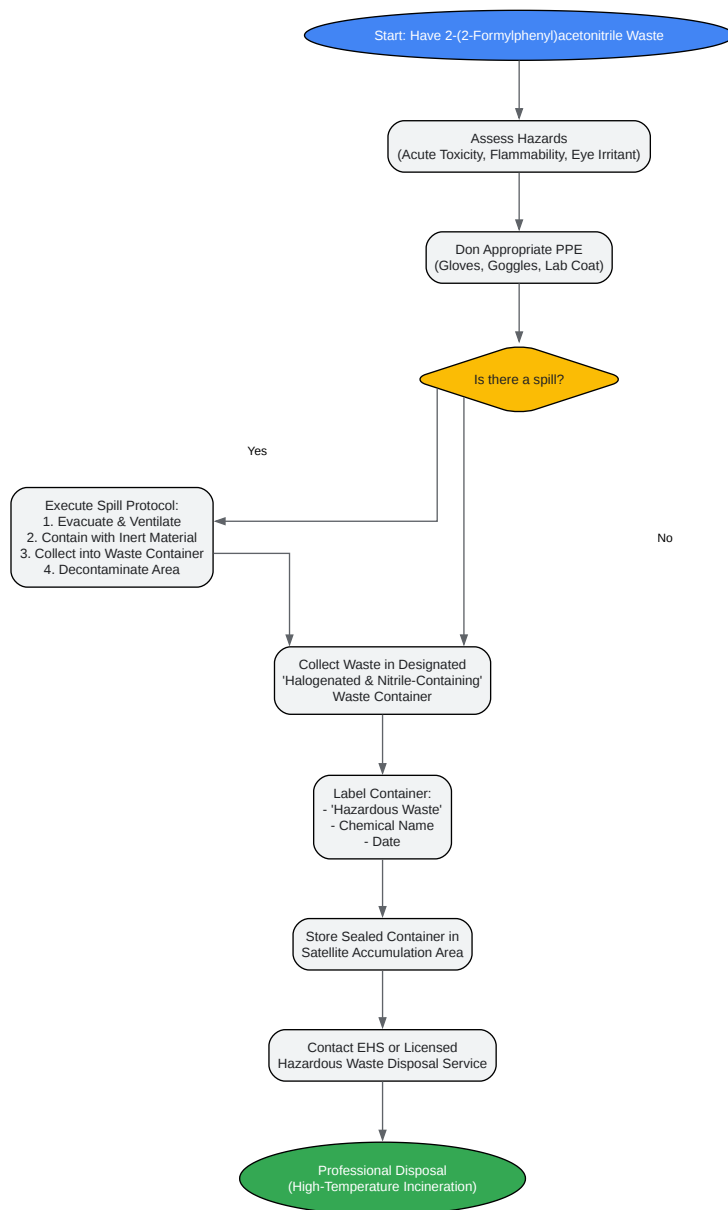 Start: Have 2-(2-Formylphenyl)acetonitrile Waste
Assess Hazards
(Acute Toxicity, Flammability, Eye Irritant)
Don Appropriate PPE
(Gloves, Goggles, Lab Coat)
Is there a spill?
Yes
Execute Spill Protocol:
1. Evacuate & Ventilate
2. Contain with Inert Material
3. Collect into Waste Container
4. Decontaminate Area
No
Collect Waste in Designated
'Halogenated & Nitrile-Containing'
Waste Container
Label Container:
- 'Hazardous Waste'
- Chemical Name
- Date
Store Sealed Container in
Satellite Accumulation Area
Contact EHS or Licensed
Hazardous Waste Disposal Service
Professional Disposal
(High-Temperature Incineration)